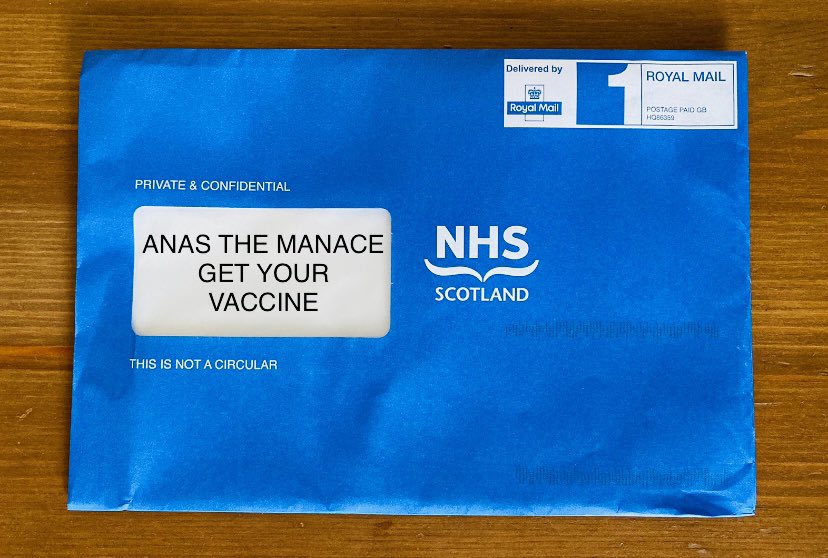 Delivered by
Royal Mail
1
ROYAL MAIL
POSTAGE PAID GB
HQ86359
PRIVATE & CONFIDENTIAL
ANAS THE MANACE
GET YOUR
VACCINE
NHS
SCOTLAND
THIS IS NOT A CIRCULAR